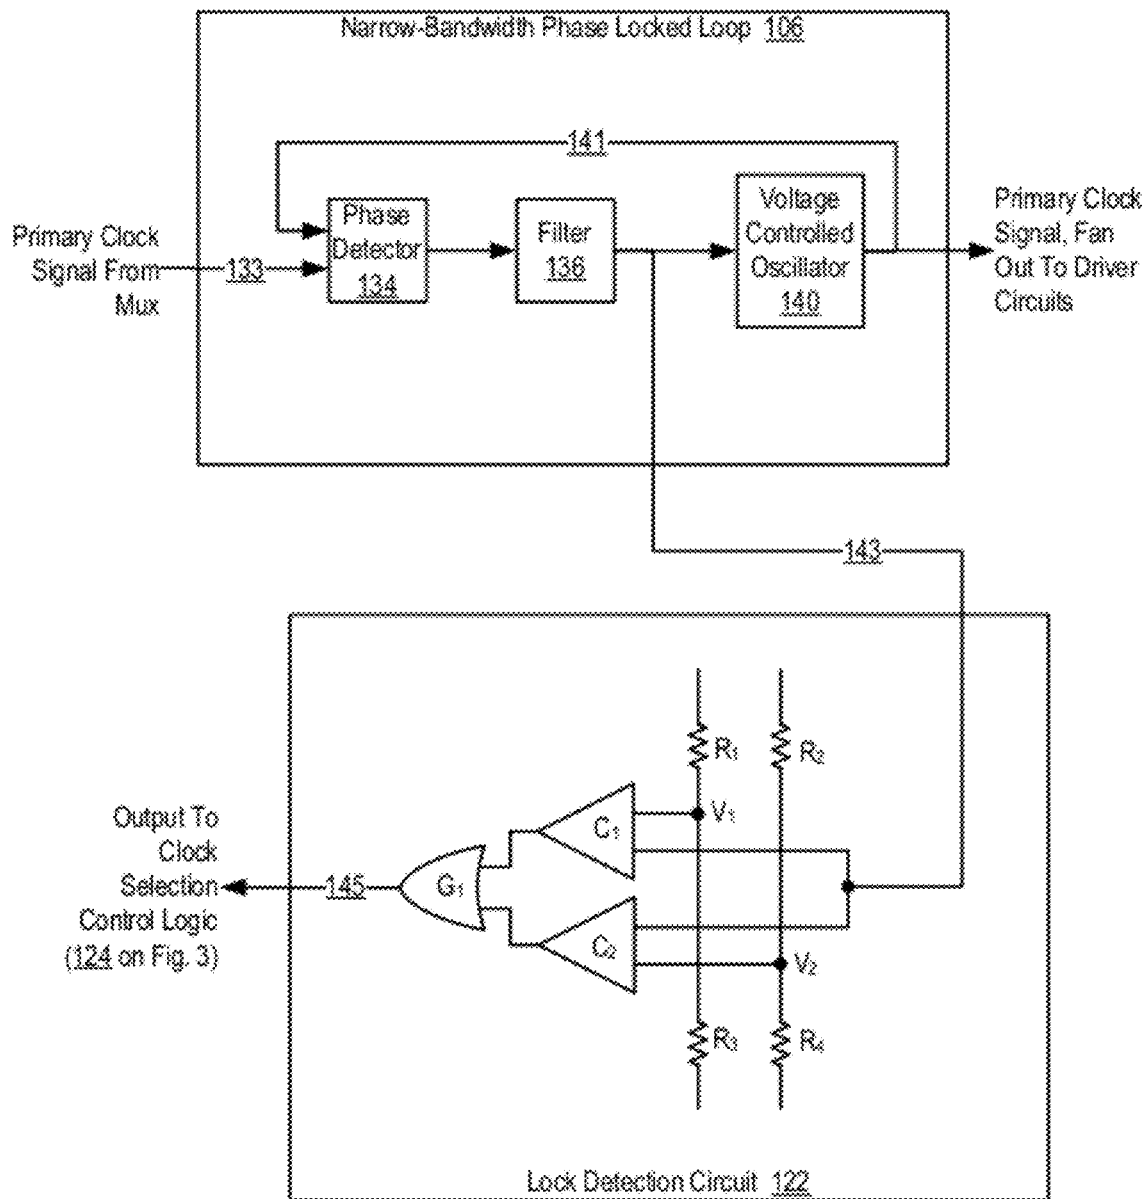 Narrow-Bandwidth Phase Locked Loop 106
141
Primary Clock
Signal From
Mux
133
Phase
Detector
134
Filter
136
Voltage
Controlled
Oscillator
140
Primary Clock
Signal, Fan
Out To Driver
Circuits
143
R₁
R₂
V₁
C₁
Output To
Clock
Selection
Control Logic
(124 on Fig. 3)
145
G₁
C₂
V₂
R₃
R₄
Lock Detection Circuit 122